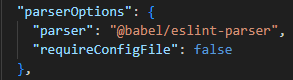 "parserOptions": {
"parser": "@babel/eslint-parser",
"requireConfigFile": false
},